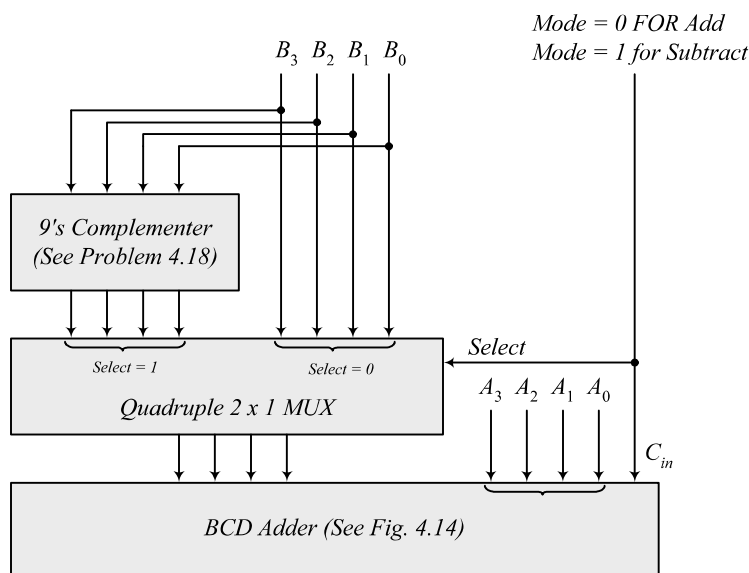 Mode = 0 FOR Add
Mode = 1 for Subtract
B3 B2 B1 B0
9's Complementer
(See Problem 4.18)
Select
Select = 1
Select = 0
A3 A2 A1 A0
Quadruple 2 x 1 MUX
Cin
BCD Adder (See Fig. 4.14)